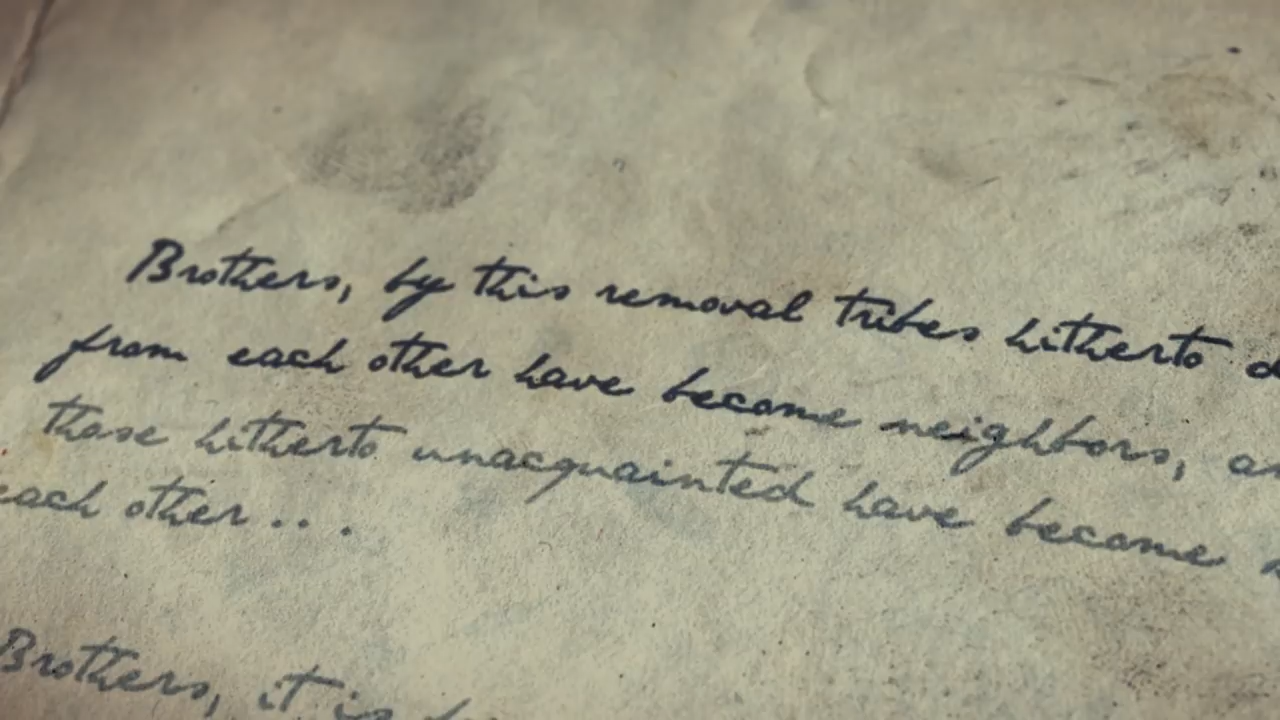 Brothers, by this removal tribes hitherto
from each other have become neighbors,
those hitherto unacquainted have become
each other . . .
Brothers, it is